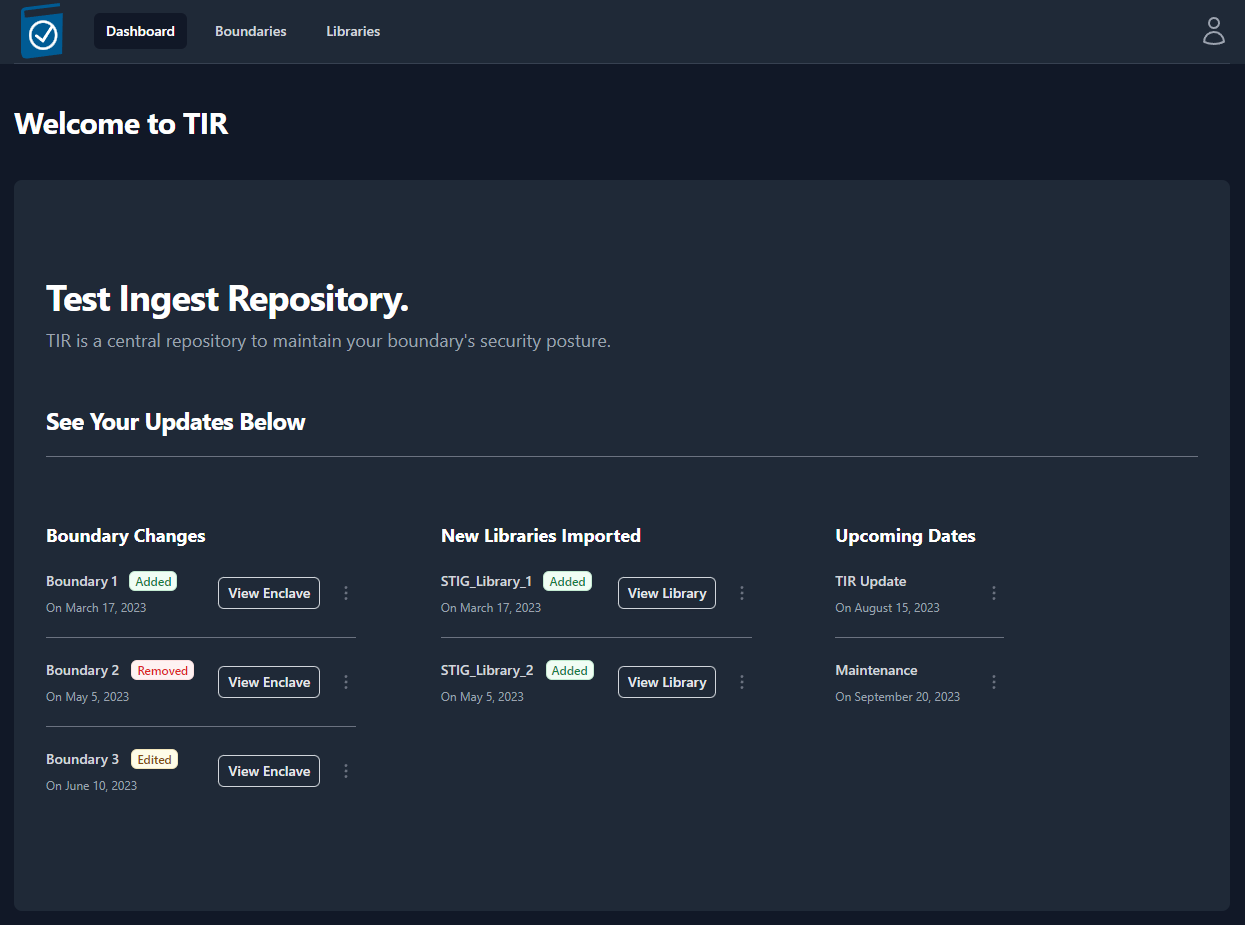 Dashboard Boundaries Libraries
Welcome to TIR
Test Ingest Repository.
TIR is a central repository to maintain your boundary's security posture.
See Your Updates Below
Boundary Changes
Boundary 1 Added
On March 17, 2023
View Enclave
Boundary 2 Removed
On May 5, 2023
View Enclave
Boundary 3 Edited
On June 10, 2023
View Enclave
New Libraries Imported
STIG_Library_1 Added
On March 17, 2023
View Library
STIG_Library_2 Added
On May 5, 2023
View Library
Upcoming Dates
TIR Update
On August 15, 2023
Maintenance
On September 20, 2023